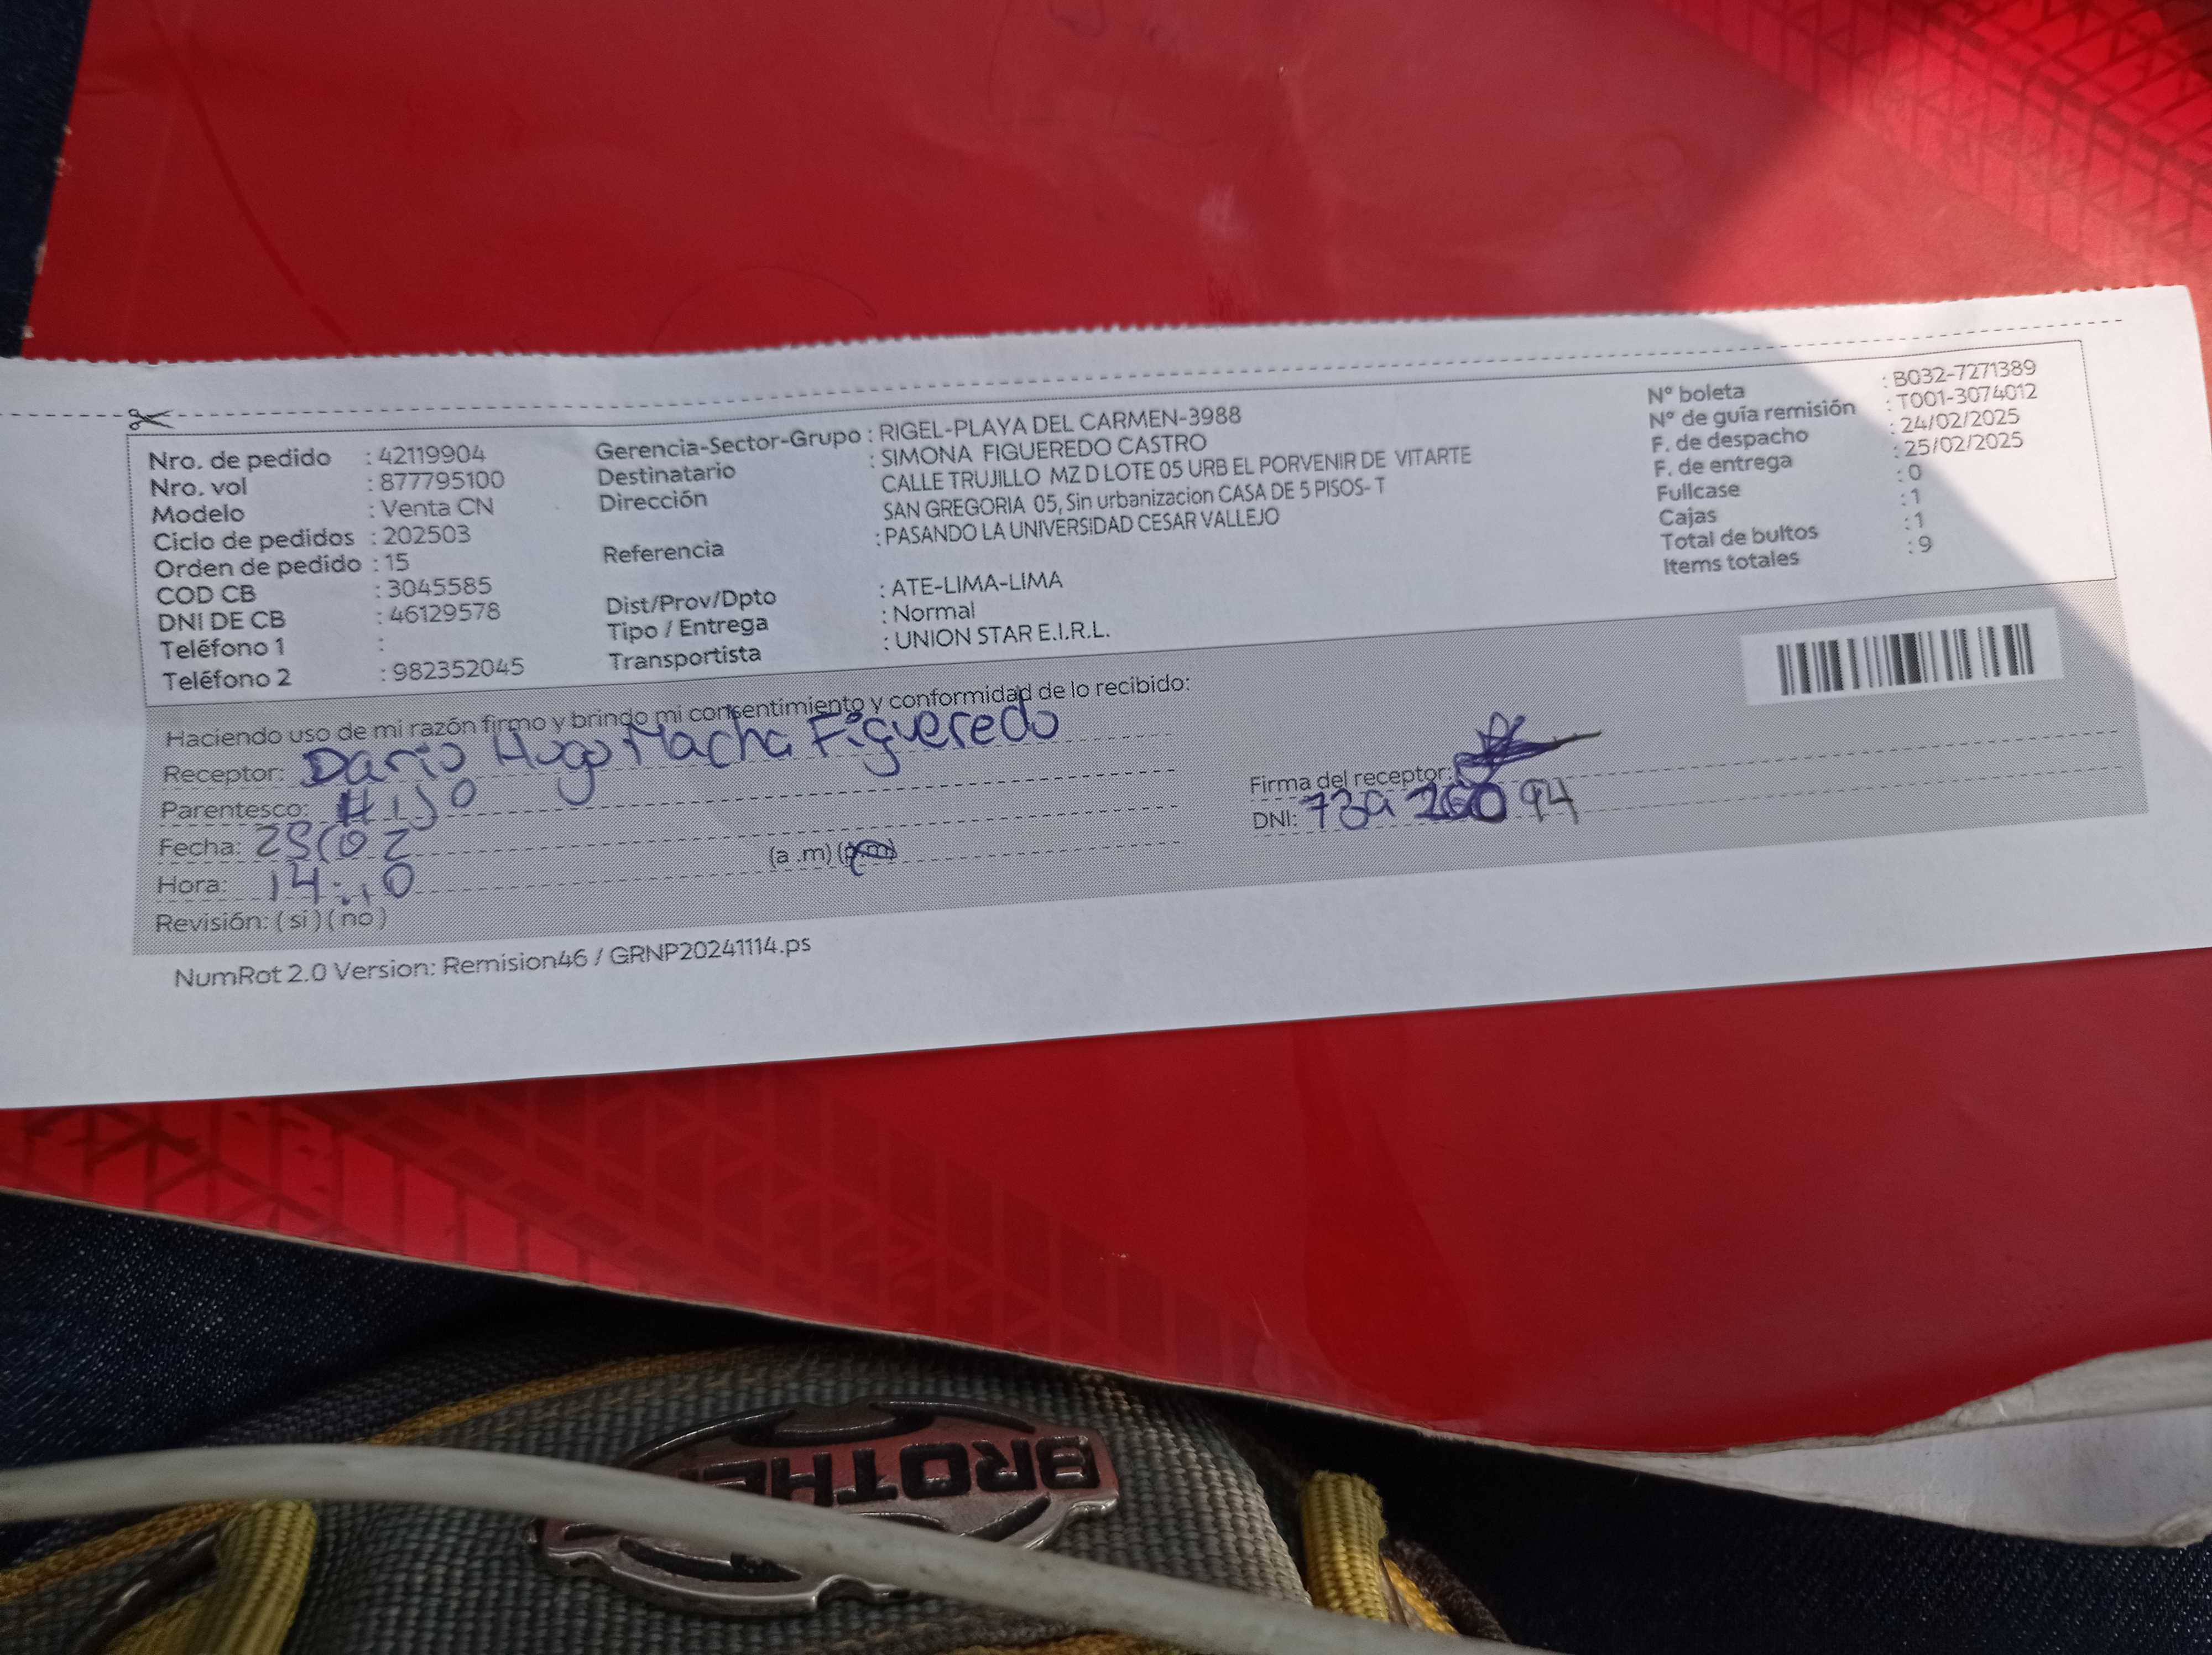 Nro. de pedido : 42119904
Nro. vol : 877795100
Modelo : Venta CN
Ciclo de pedidos : 202503
Orden de pedido : 15
COD CB : 3045585
DNI DE CB : 46129578
Teléfono 1 :
Teléfono 2 : 982352045
Gerencia-Sector-Grupo : RIGEL-PLAYA DEL CARMEN-3988
Destinatario : SIMONA FIGUEREDO CASTRO
Dirección CALLE TRUJILLO MZ D LOTE 05 URB EL PORVENIR DE VITARTE
SAN GREGORIA 05, Sin urbanizacion CASA DE 5 PISOS- T
Referencia : PASANDO LA UNIVERSIDAD CESAR VALLEJO
Dist/Prov/Dpto : ATE-LIMA-LIMA
Tipo / Entrega : Normal
Transportista : UNION STAR E.I.R.L.
Nº boleta : B032-7271389
Nº de guía remisión : T001-3074012
F. de despacho : 24/02/2025
F. de entrega : 25/02/2025
Fullcase : 0
Cajas : 1
Total de bultos : 1
Items totales : 9
Haciendo uso de mi razón firmo y brindo mi consentimiento y conformidad de lo recibido:
Receptor: Dario Hugo Macha Figueredo
Parentesco: HIJO
Fecha: 25/02
Hora: 14:10 (a .m) (p.m)
Revisión: ( si ) ( no )
Firma del receptor:
DNI:
NumRot 2.0 Version: Remision46 / GRNP20241114.ps
BROTHE